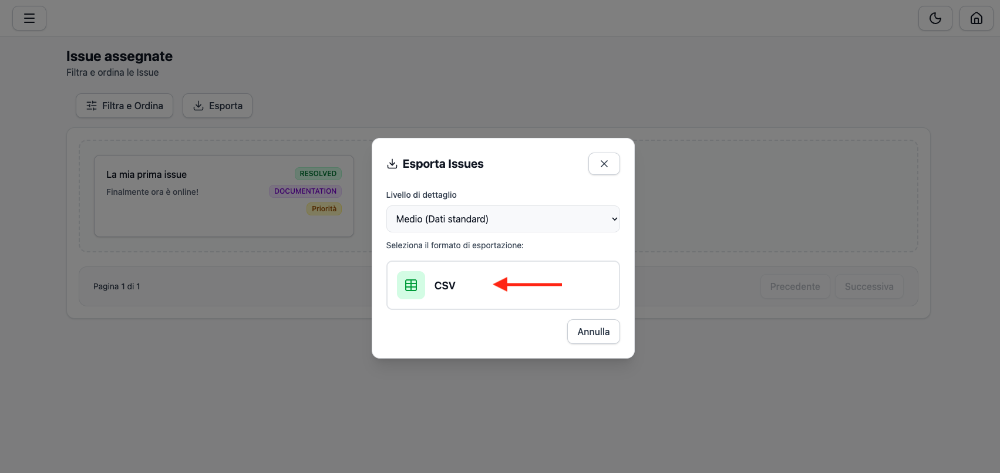 Issue assegnate
Filtra e ordina le Issue
Filtra e Ordina
Esporta
La mia prima issue
RESOLVED
Finalmente ora è online!
DOCUMENTATION
Priorità
Pagina 1 di 1
Precedente
Successiva
Esporta Issues
Livello di dettaglio
Medio (Dati standard)
Seleziona il formato di esportazione:
CSV
Annulla